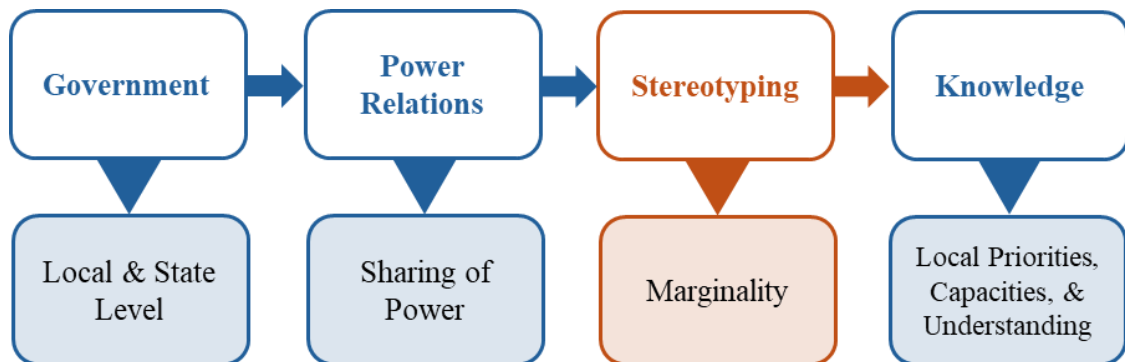 Government
Power
Relations
Stereotyping
Knowledge
Local & State
Level
Sharing of
Power
Marginality
Local Priorities,
Capacities, &
Understanding